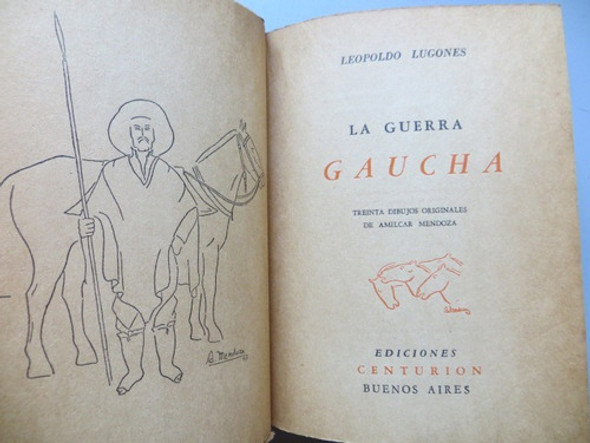 A. Mendoza
LEOPOLDO LUGONES
LA GUERRA
GAUCHA
TREINTA DIBUJOS ORIGINALES
DE AMILCAR MENDOZA
EDICIONES
CENTURION
BUENOS AIRES